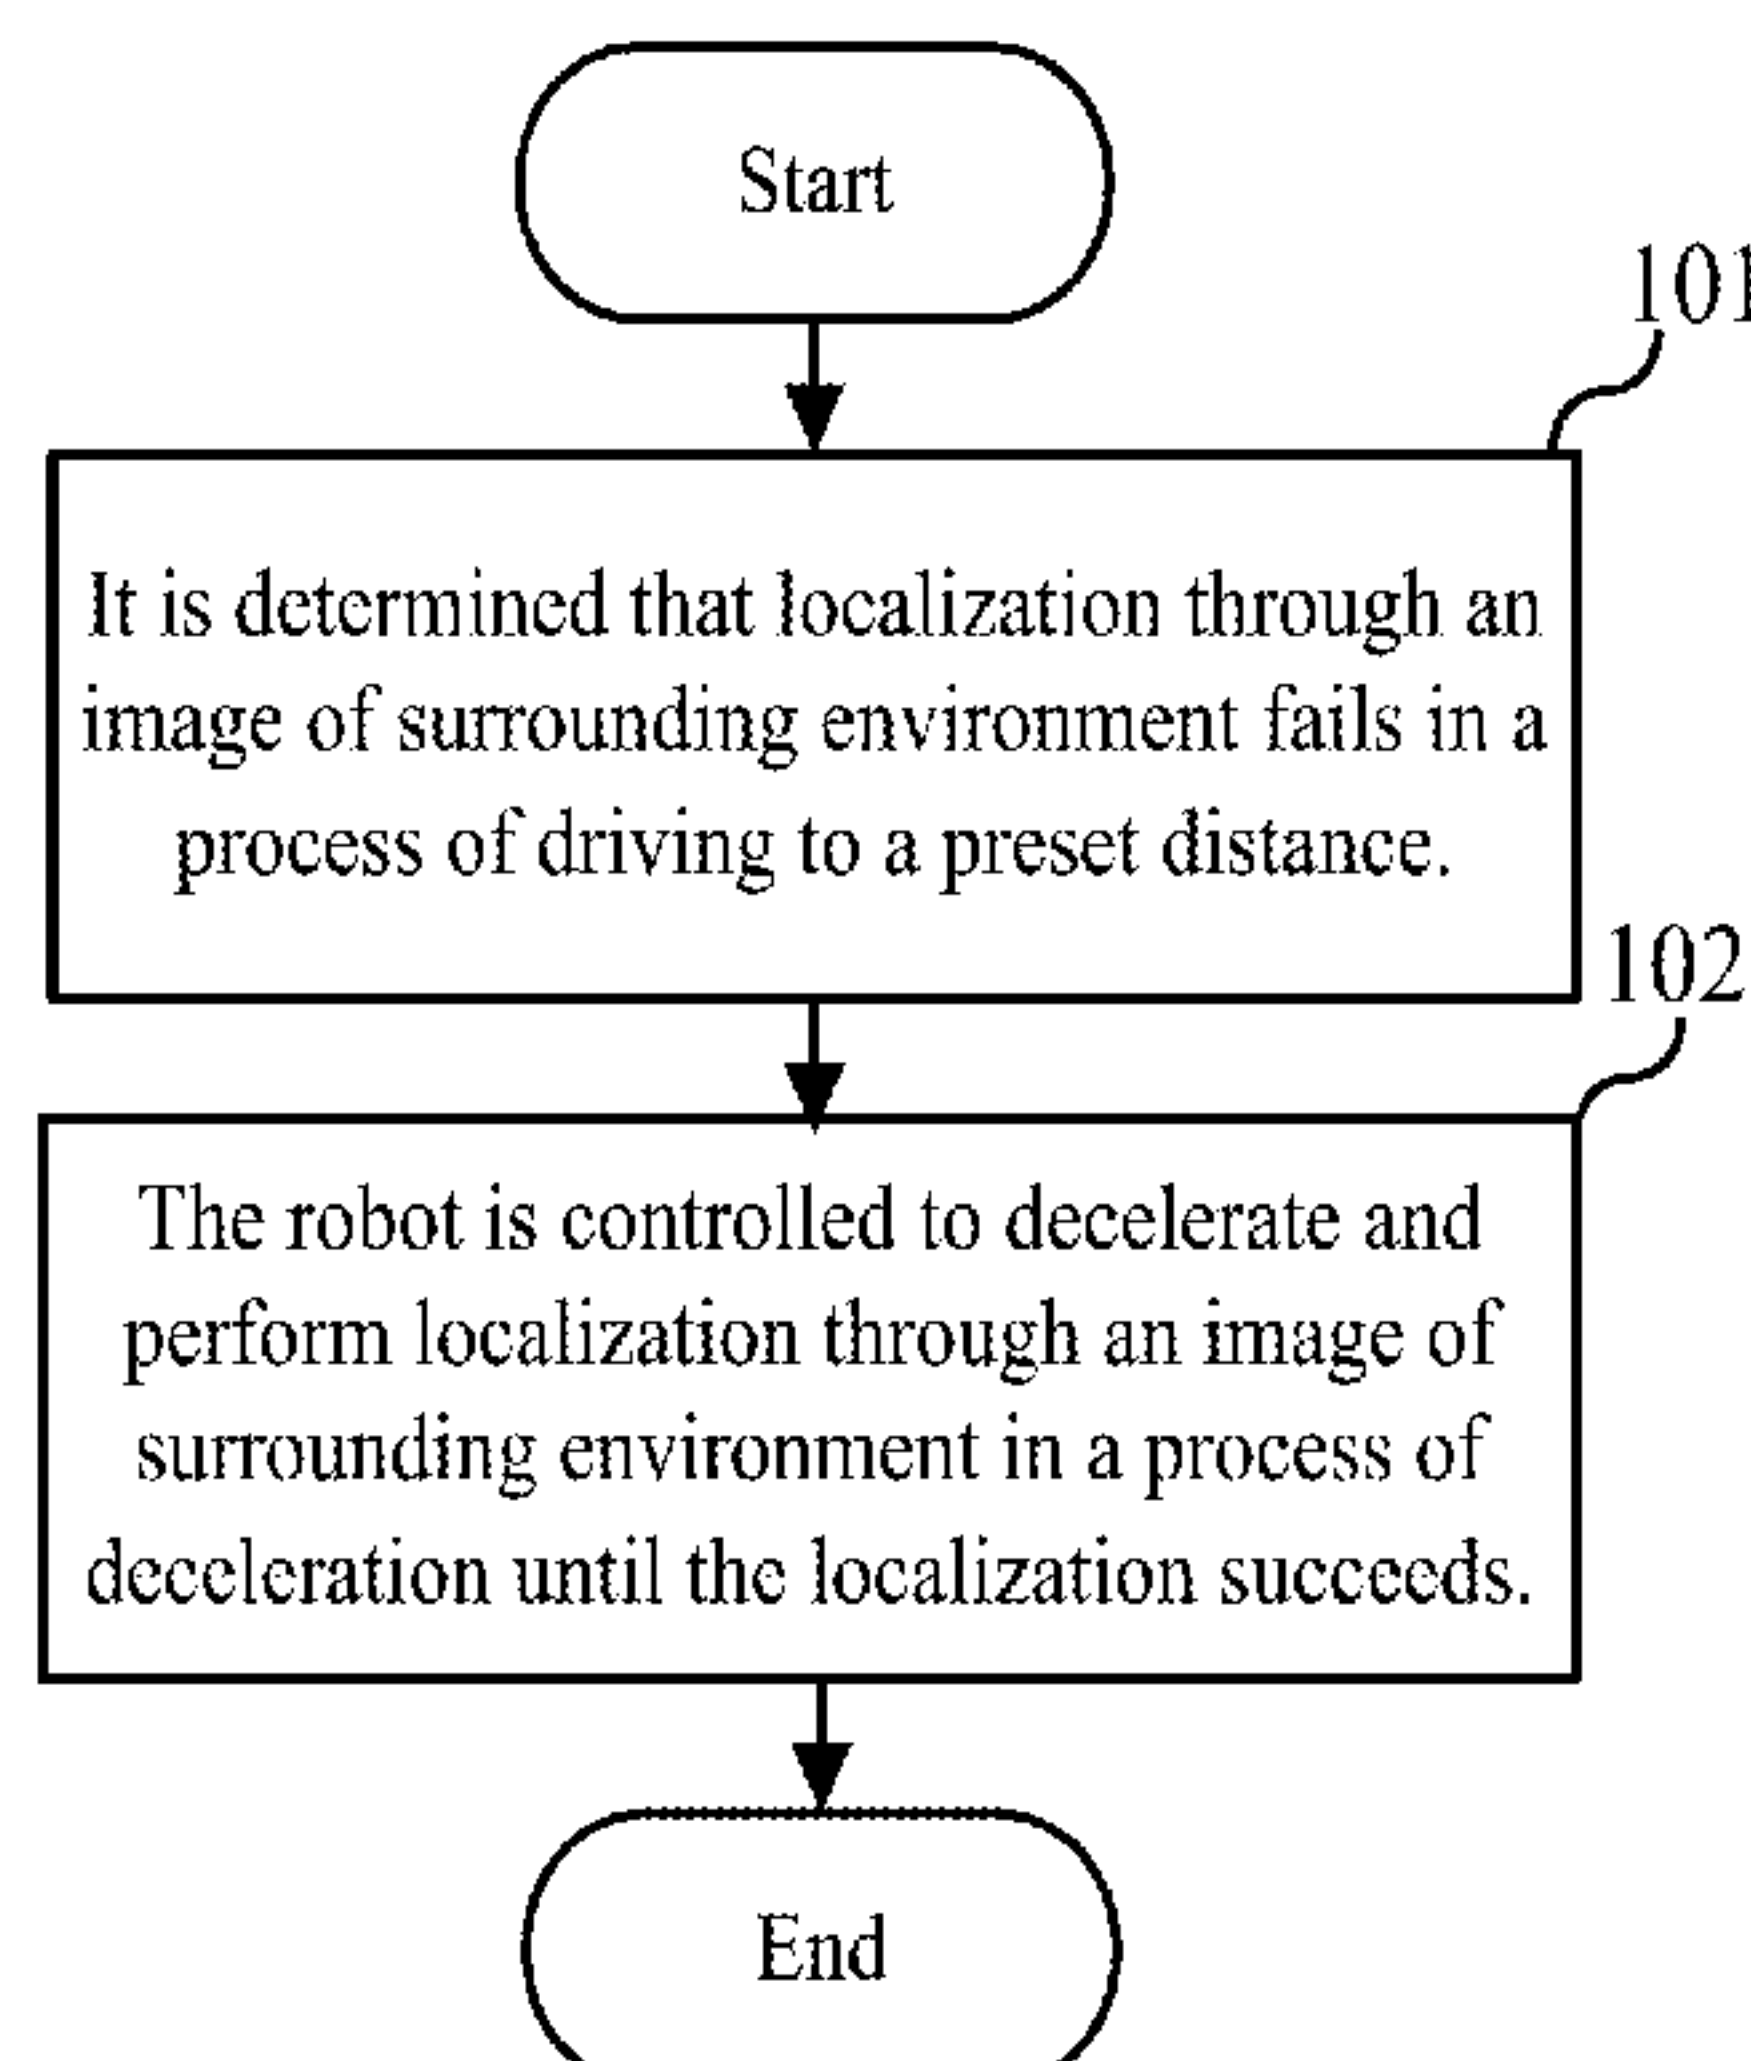 Start
101
It is determined that localization through an
image of surrounding environment fails in a
process of driving to a preset distance.
102
The robot is controlled to decelerate and
perform localization through an image of
surrounding environment in a process of
deceleration until the localization succeeds.
End